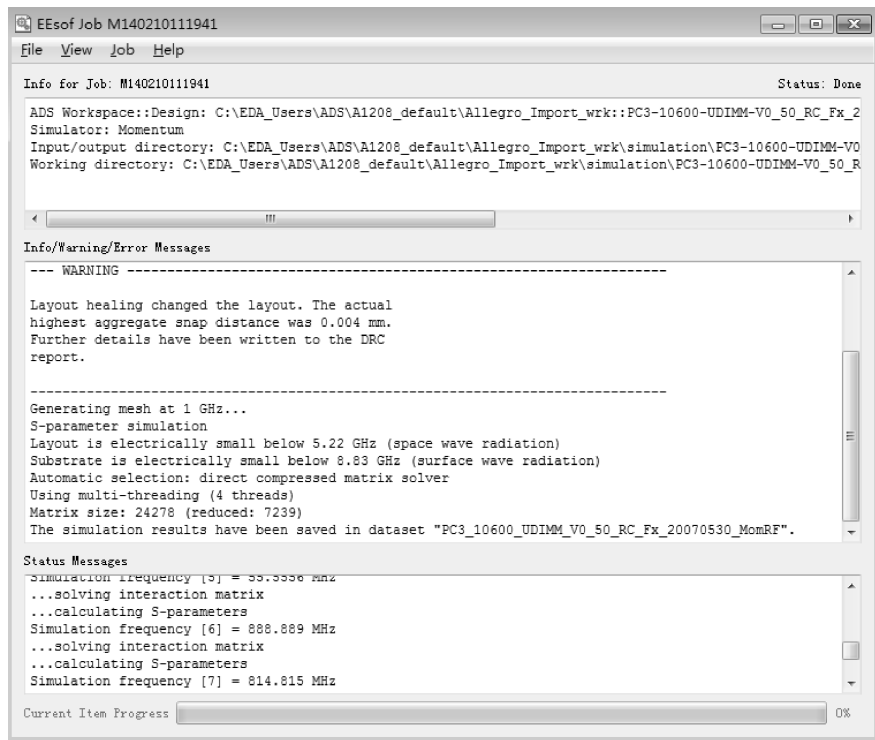 EEsof Job M140210111941
File View Job Help
Info for Job: M140210111941 Status: Done
ADS Workspace::Design: C:\EDA_Users\ADS\A1208_default\Allegro_Import_wrk::PC3-10600-UDIMM-V0_50_RC_Fx_2
Simulator: Momentum
Input/output directory: C:\EDA_Users\ADS\A1208_default\Allegro_Import_wrk\simulation\PC3-10600-UDIMM-V0
Working directory: C:\EDA_Users\ADS\A1208_default\Allegro_Import_wrk\simulation\PC3-10600-UDIMM-V0_50_R
Info/Warning/Error Messages
--- WARNING -------------------------------------------------------------------
Layout healing changed the layout. The actual
highest aggregate snap distance was 0.004 mm.
Further details have been written to the DRC
report.
-------------------------------------------------------------------------------
Generating mesh at 1 GHz...
S-parameter simulation
Layout is electrically small below 5.22 GHz (space wave radiation)
Substrate is electrically small below 8.83 GHz (surface wave radiation)
Automatic selection: direct compressed matrix solver
Using multi-threading (4 threads)
Matrix size: 24278 (reduced: 7239)
The simulation results have been saved in dataset "PC3_10600_UDIMM_V0_50_RC_Fx_20070530_MomRF".
Status Messages
Simulation frequency [5] = 55.5556 MHz
...solving interaction matrix
...calculating S-parameters
Simulation frequency [6] = 888.889 MHz
...solving interaction matrix
...calculating S-parameters
Simulation frequency [7] = 814.815 MHz
Current Item Progress 0%